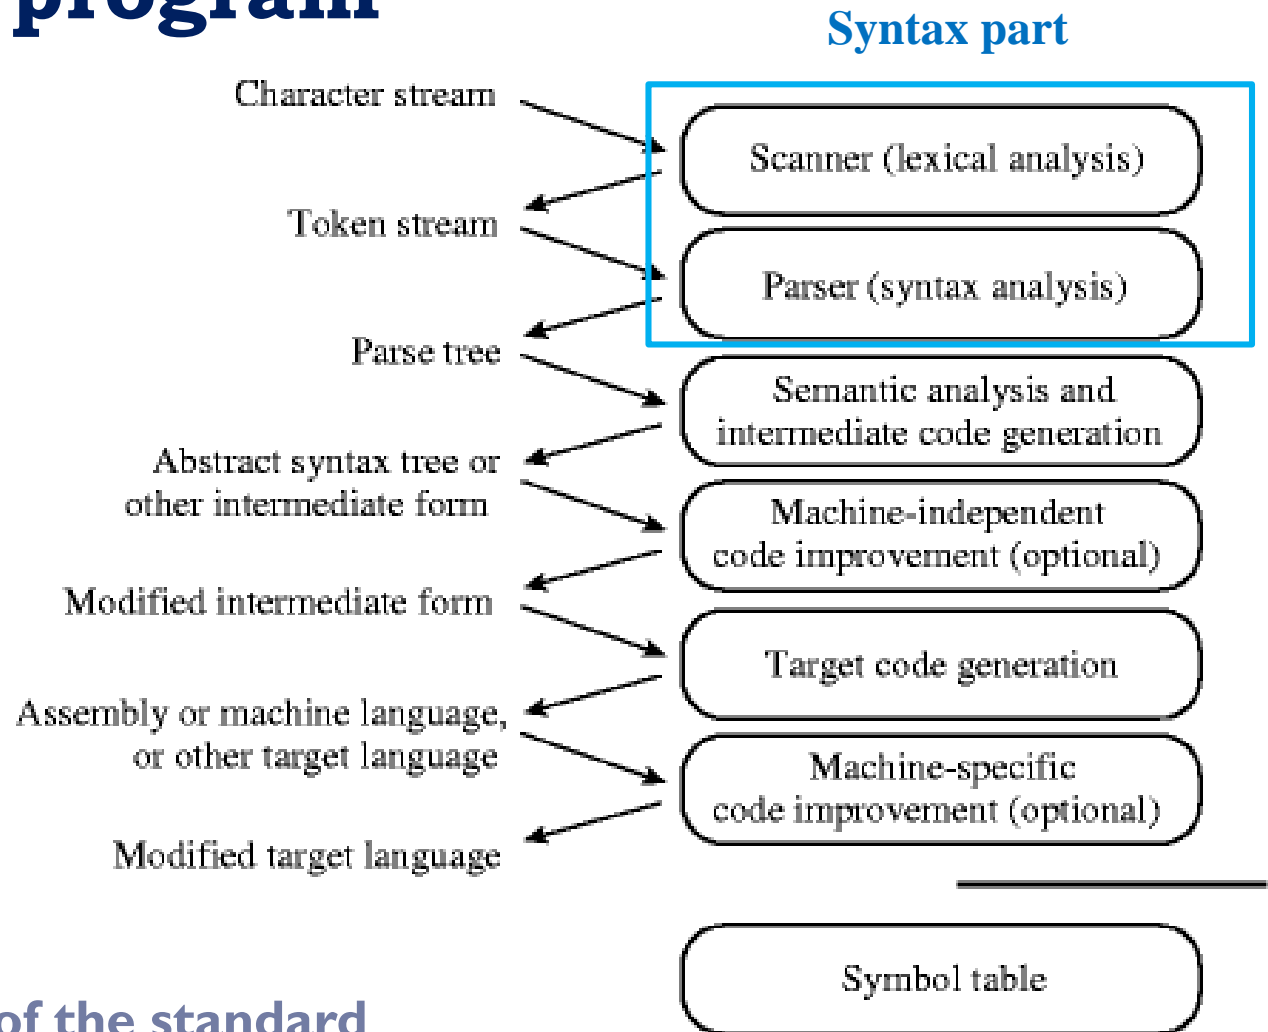 program
Syntax part
Character stream
Scanner (lexical analysis)
Token stream
Parser (syntax analysis)
Parse tree
Semantic analysis and
intermediate code generation
Abstract syntax tree or
other intermediate form
Machine-independent
code improvement (optional)
Modified intermediate form
Target code generation
Assembly or machine language,
or other target language
Machine-specific
code improvement (optional)
Modified target language
Symbol table
of the standard